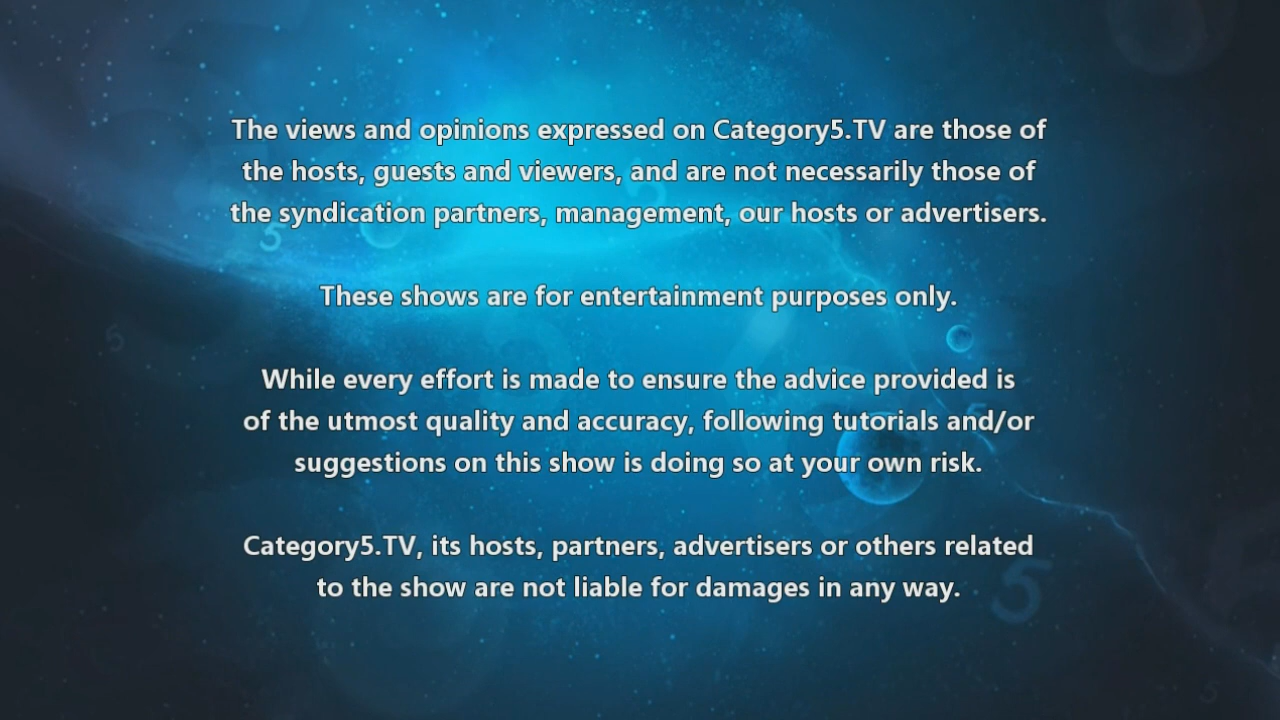 The views and opinions expressed on Category5.TV are those of
the hosts, guests and viewers, and are not necessarily those of
the syndication partners, management, our hosts or advertisers.
These shows are for entertainment purposes only.
While every effort is made to ensure the advice provided is
of the utmost quality and accuracy, following tutorials and/or
suggestions on this show is doing so at your own risk.
Category5.TV, its hosts, partners, advertisers or others related
to the show are not liable for damages in any way.